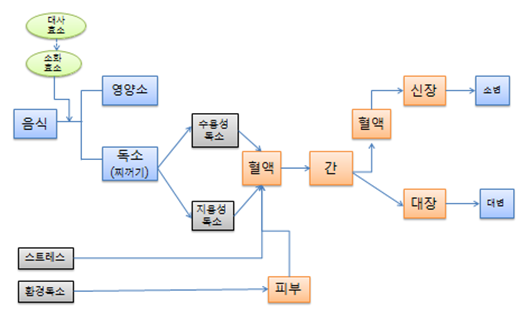 대사
효소
소화
효소
음식
영양소
독소
(찌꺼기)
수용성
독소
지용성
독소
혈액
간
혈액
신장
소변
대장
대변
스트레스
환경독소
피부